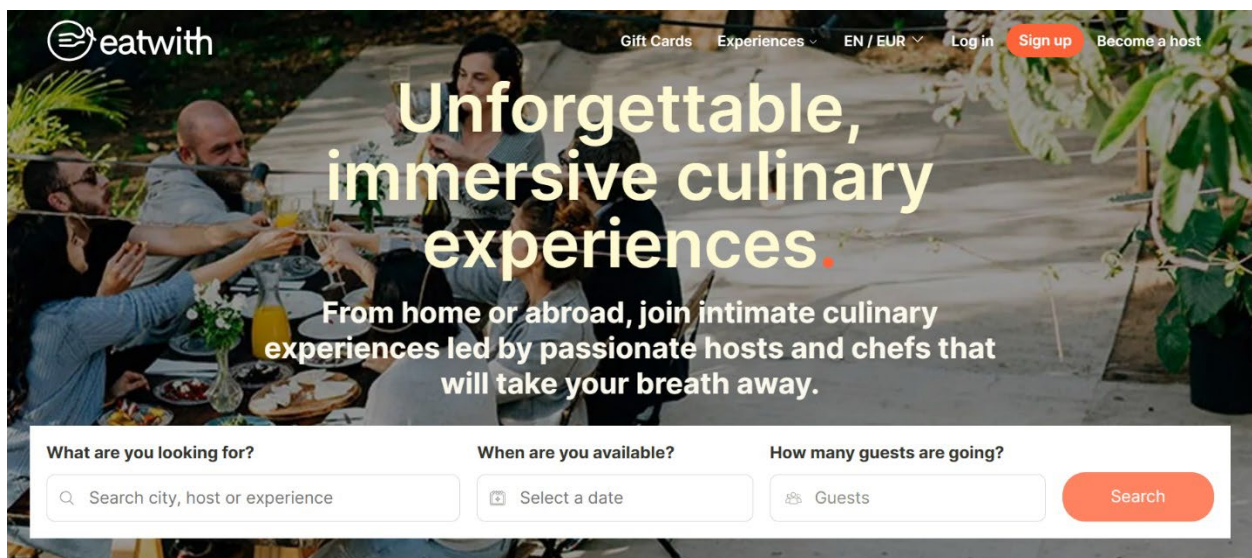 eatwith
Gift Cards Experiences EN / EUR Log in Sign up Become a host
Unforgettable,
immersive culinary
experiences.
From home or abroad, join intimate culinary
experiences led by passionate hosts and chefs that
will take your breath away.
What are you looking for? When are you available? How many guests are going?
Search city, host or experience Select a date Guests Search